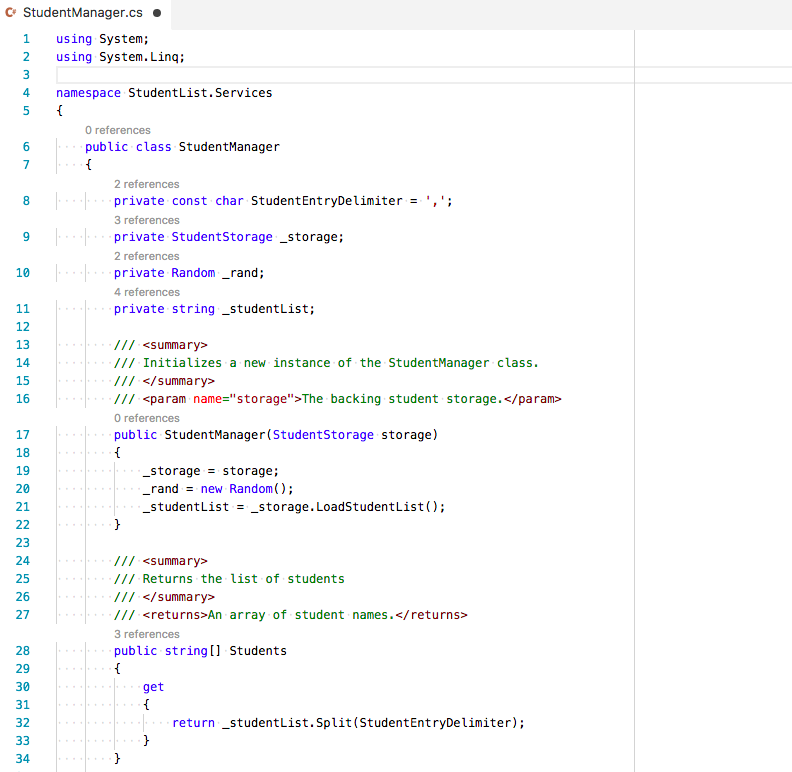 C# StudentManager.cs ●
1 using System;
2 using System.Linq;
3
4 namespace StudentList.Services
5 {
0 references
6 public class StudentManager
7 {
2 references
8 private const char StudentEntryDelimiter = ',';
3 references
9 private StudentStorage _storage;
2 references
10 private Random _rand;
4 references
11 private string _studentList;
12
13 /// <summary>
14 /// Initializes a new instance of the StudentManager class.
15 /// </summary>
16 /// <param name="storage">The backing student storage.</param>
0 references
17 public StudentManager(StudentStorage storage)
18 {
19 _storage = storage;
20 _rand = new Random();
21 _studentList = _storage.LoadStudentList();
22 }
23
24 /// <summary>
25 /// Returns the list of students
26 /// </summary>
27 /// <returns>An array of student names.</returns>
3 references
28 public string[] Students
29 {
30 get
31 {
32 return _studentList.Split(StudentEntryDelimiter);
33 }
34 }